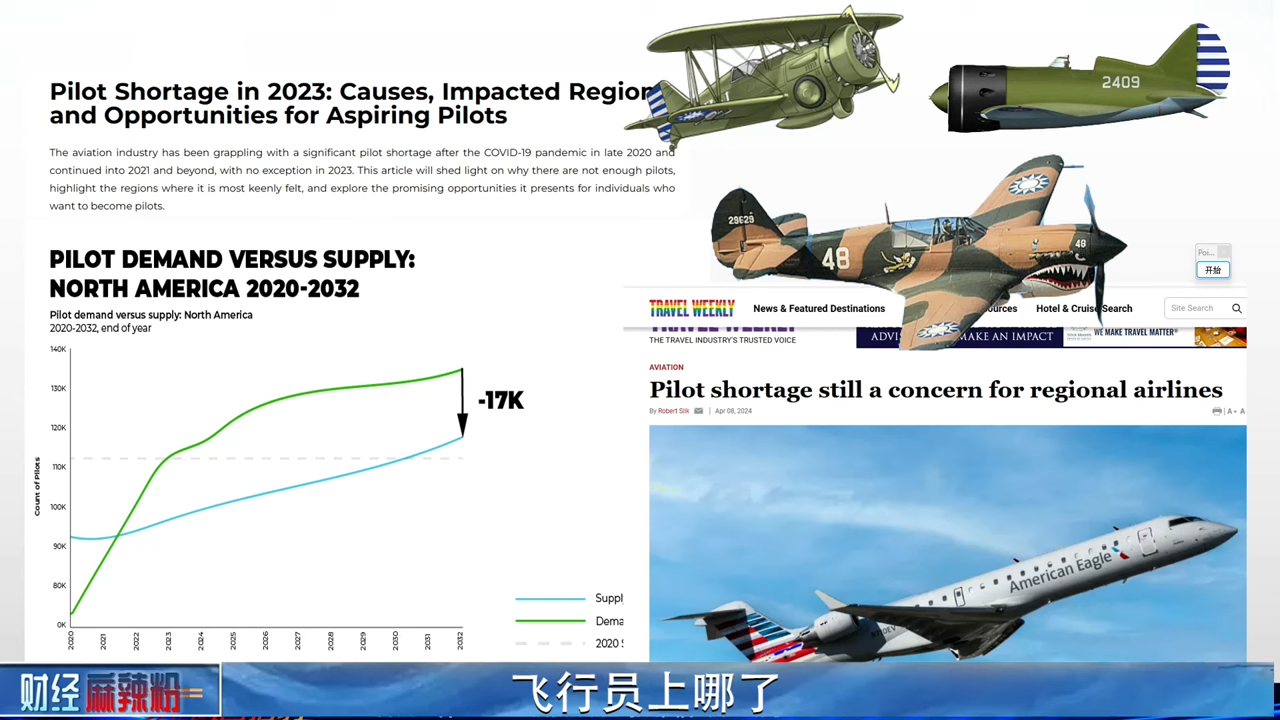 Pilot Shortage in 2023: Causes, Impacted Region
and Opportunities for Aspiring Pilots
The aviation industry has been grappling with a significant pilot shortage after the COVID-19 pandemic in late 2020 and
continued into 2021 and beyond, with no exception in 2023. This article will shed light on why there are not enough pilots,
highlight the regions where it is most keenly felt, and explore the promising opportunities it presents for individuals who
want to become pilots.
PILOT DEMAND VERSUS SUPPLY:
NORTH AMERICA 2020-2032
Pilot demand versus supply: North America
2020-2032, end of year
140K
130K
120K
110K
100K
90K
80K
0K
Count of Pilots
-17K
2020 2021 2022 2023 2024 2025 2026 2027 2028 2029 2030 2031 2032
Suppl
Dema
2020 S
2409
29629
48
48
Poi...
开始
TRAVEL WEEKLY
News & Featured Destinations
ources
Hotel & Cruise Search
Site Search
THE TRAVEL INDUSTRY'S TRUSTED VOICE
ADVIS
MAKE AN IMPACT
WE MAKE TRAVEL MATTER®
AVIATION
Pilot shortage still a concern for regional airlines
By Robert Silk | Apr 08, 2024
A+ A
American Eagle
财经麻辣粉
飞行员上哪了